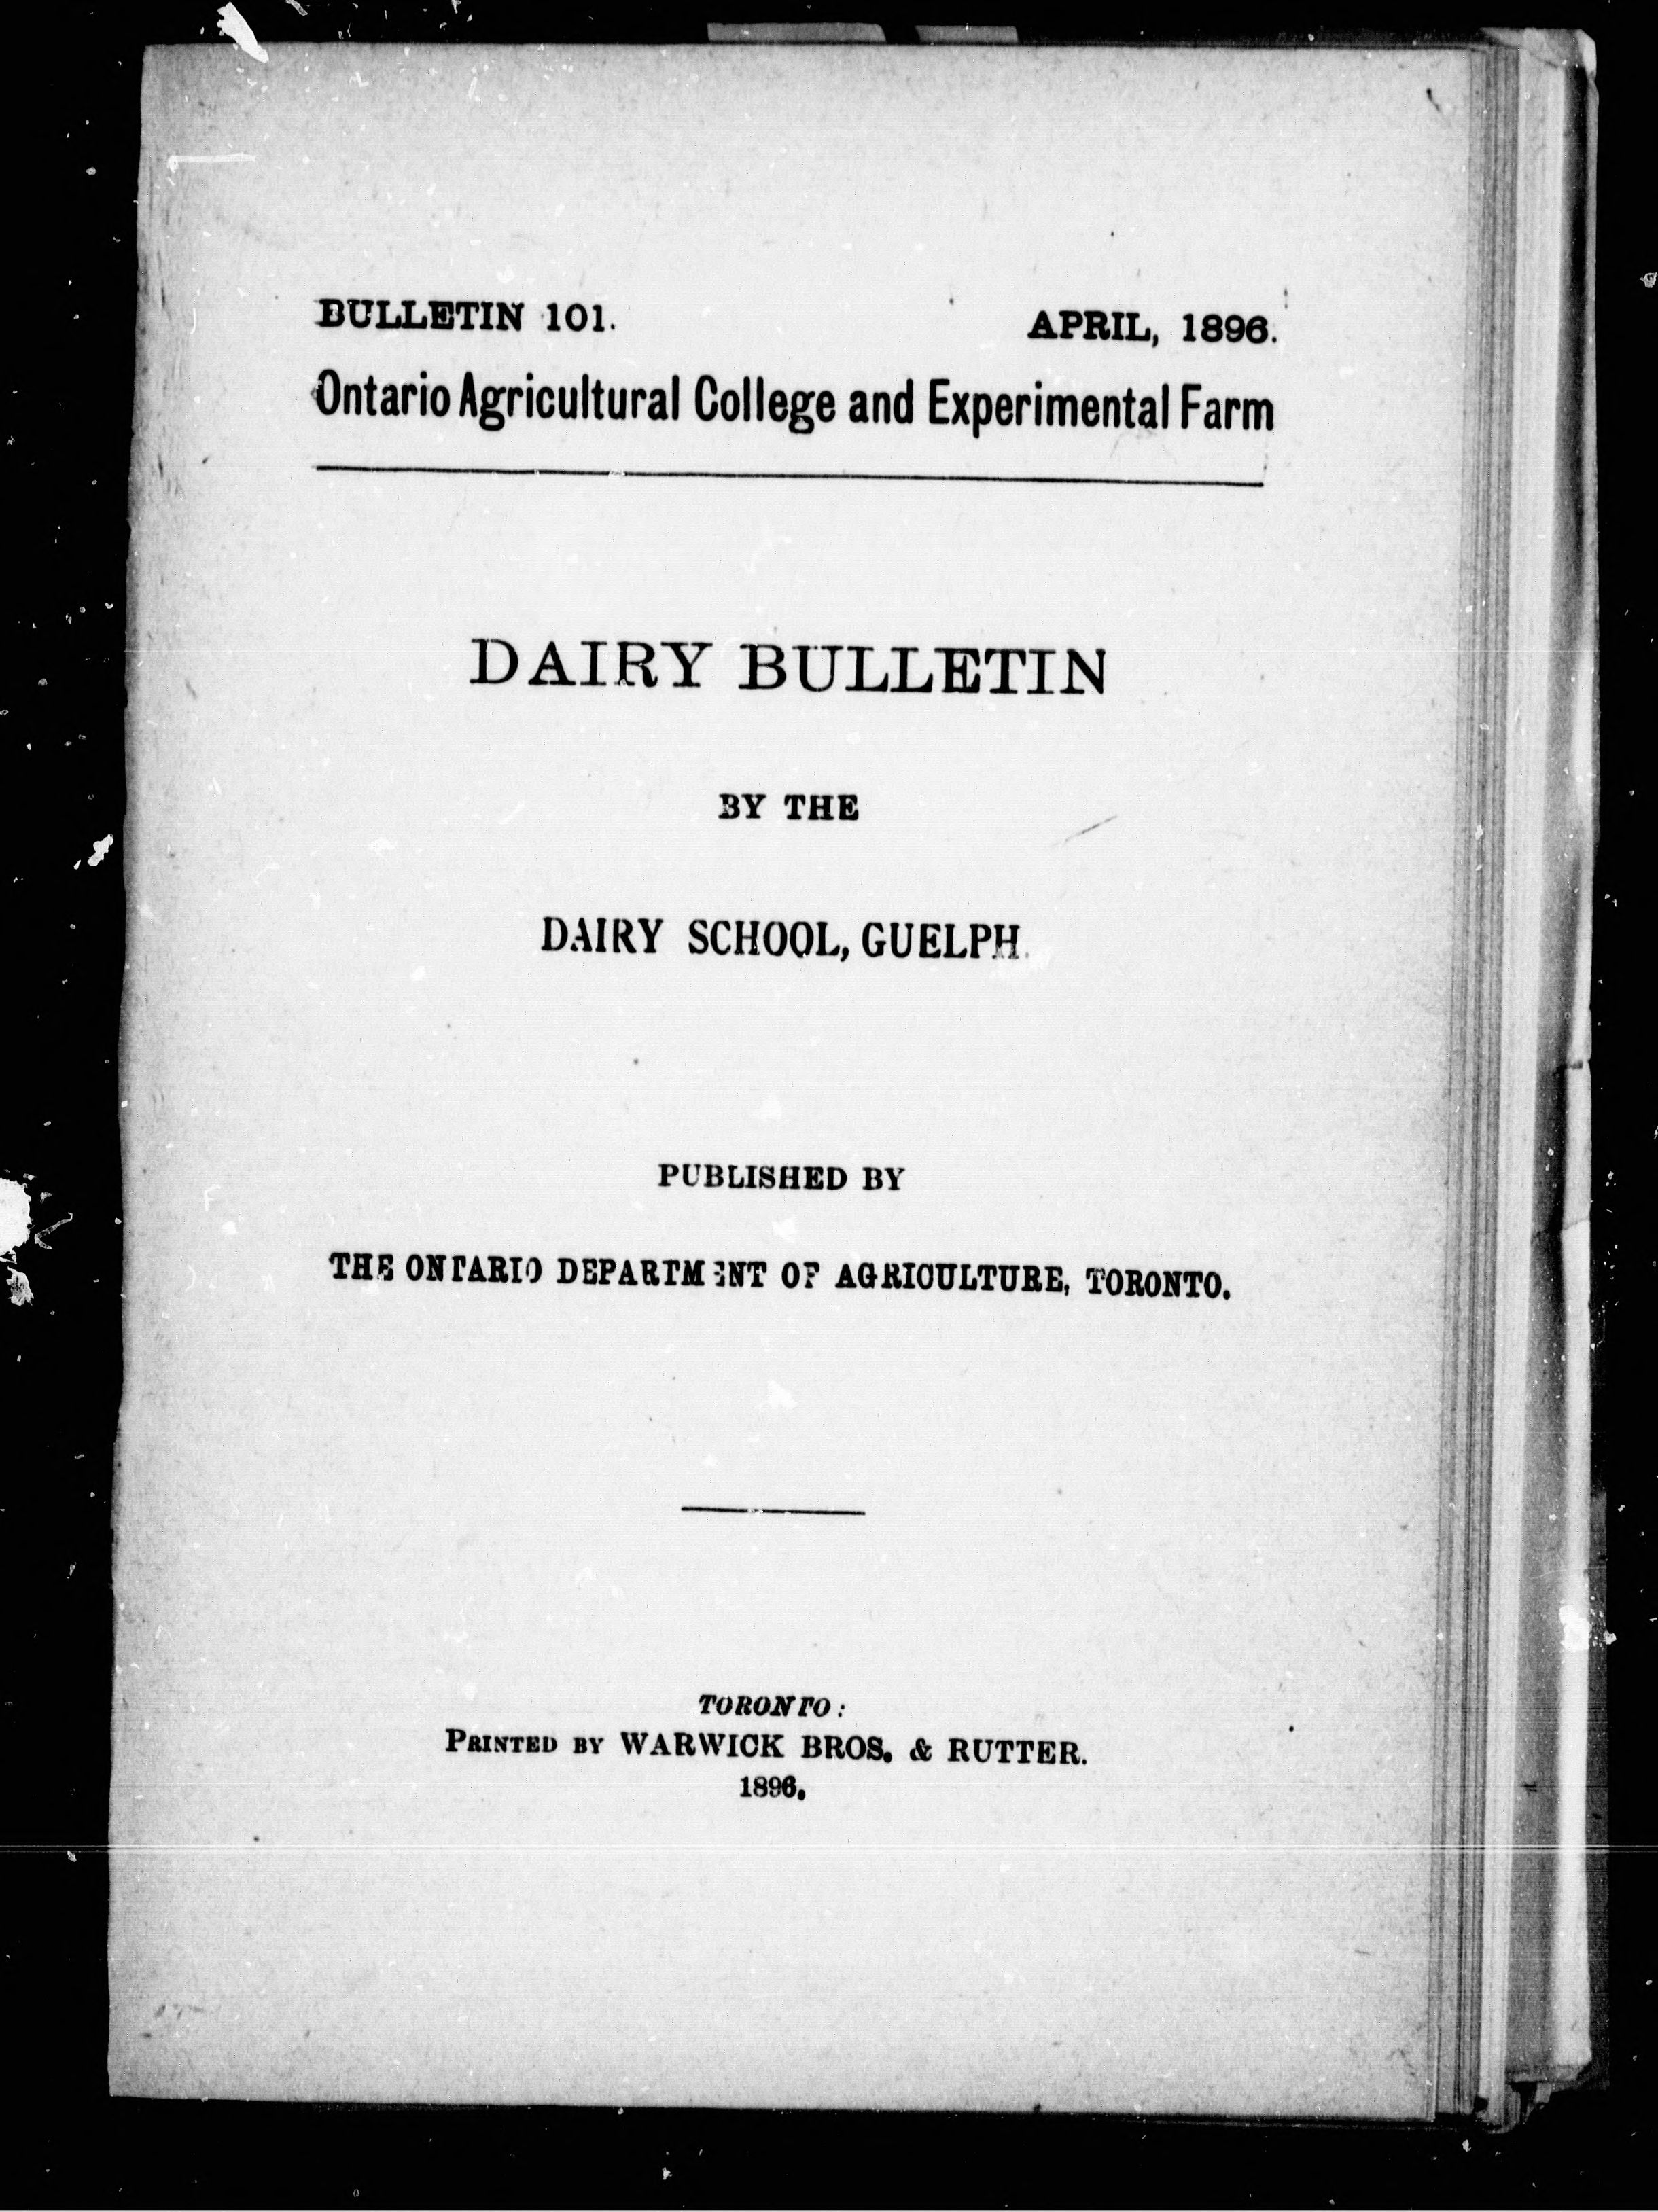 BULLETIN 101. APRIL, 1896.
Ontario Agricultural College and Experimental Farm
DAIRY BULLETIN
BY THE
DAIRY SCHOOL, GUELPH.
PUBLISHED BY
THE ONTARIO DEPARTMENT OF AGRICULTURE, TORONTO.
TORONTO:
PRINTED BY WARWICK BROS. & RUTTER.
1896.